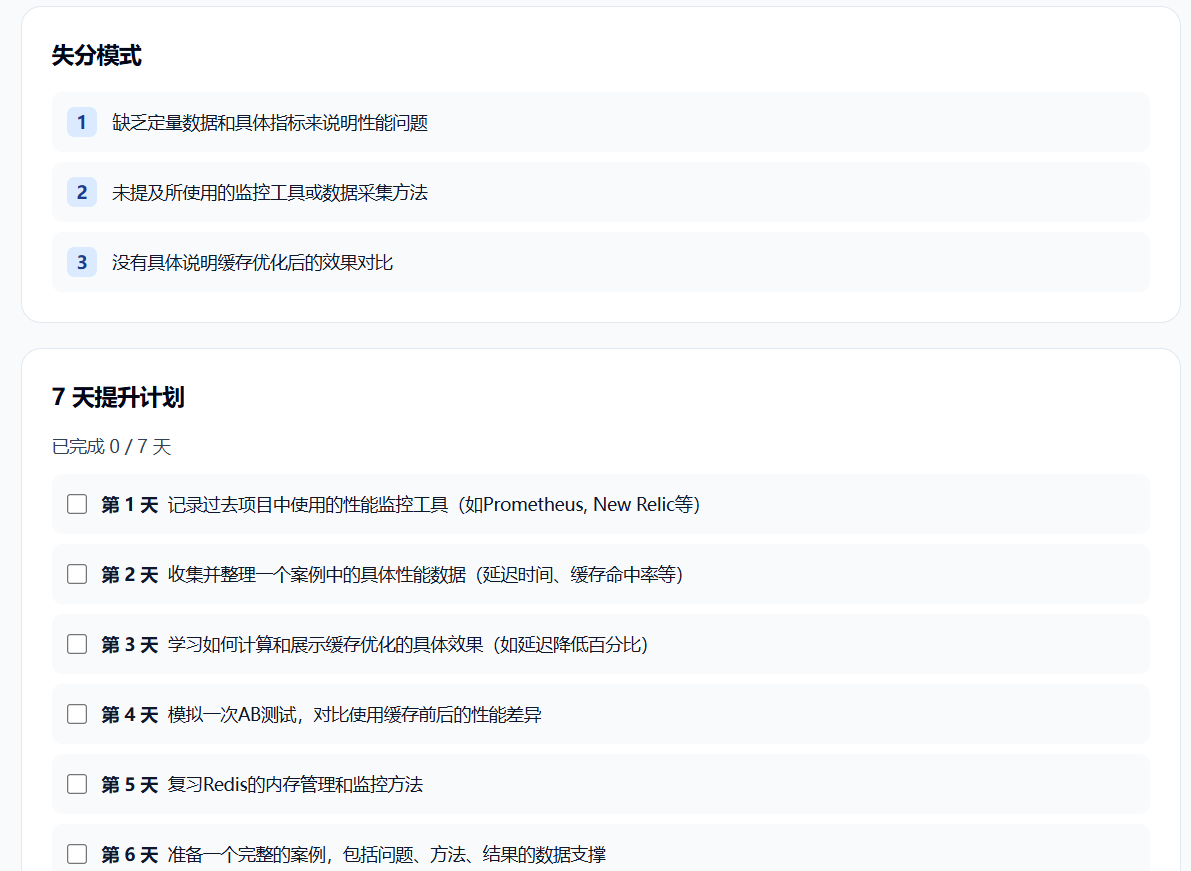 失分模式
1 缺乏定量数据和具体指标来说明性能问题
2 未提及所使用的监控工具或数据采集方法
3 没有具体说明缓存优化后的效果对比
7 天提升计划
已完成 0 / 7 天
第 1 天 记录过去项目中使用的性能监控工具（如Prometheus, New Relic等）
第 2 天 收集并整理一个案例中的具体性能数据（延迟时间、缓存命中率等）
第 3 天 学习如何计算和展示缓存优化的具体效果（如延迟降低百分比）
第 4 天 模拟一次AB测试，对比使用缓存前后的性能差异
第 5 天 复习Redis的内存管理和监控方法
第 6 天 准备一个完整的案例，包括问题、方法、结果的数据支撑